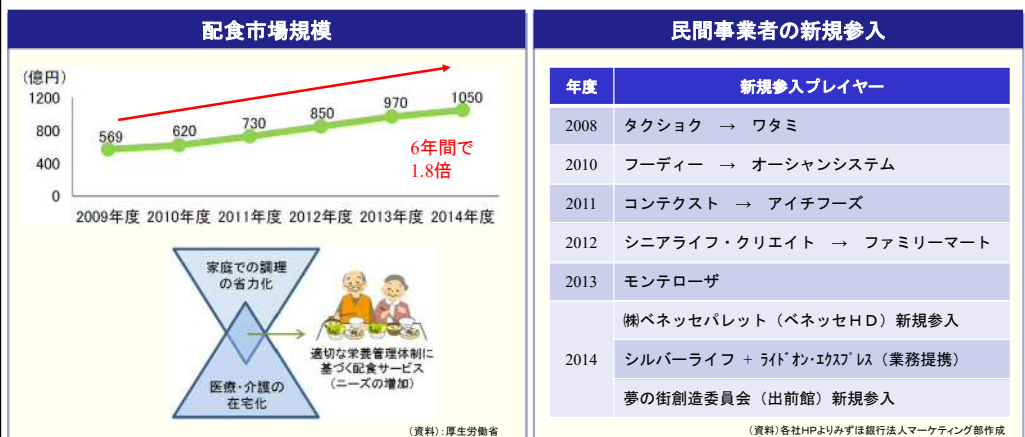 配食市場規模
(億円)
1200
800
400
0
569
620
730
850
970
1050
6年間で
1.8倍
2009年度 2010年度 2011年度 2012年度 2013年度 2014年度
家庭での調理
の省力化
医療・介護の
在宅化
適切な栄養管理体制に
基づく配食サービス
(ニーズの増加)
(資料):厚生労働省
民間事業者の新規参入
年度 新規参入プレイヤー
2008 タクショク → ワタミ
2010 フーディー → オーシャンシステム
2011 コンテクスト → アイチフーズ
2012 シニアライフ・クリエイト → ファミリーマート
2013 モンテローザ
2014
㈱ベネッセパレット(ベネッセHD)新規参入
シルバーライフ + ﾗｲﾄﾞｵﾝ･ｴｸｽﾌﾟﾚｽ(業務提携)
夢の街創造委員会(出前館)新規参入
(資料)各社HPよりみずほ銀行法人マーケティング部作成